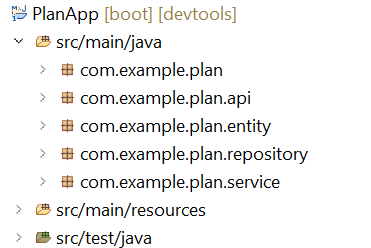 PlanApp [boot] [devtools]
src/main/java
com.example.plan
com.example.plan.api
com.example.plan.entity
com.example.plan.repository
com.example.plan.service
src/main/resources
src/test/java